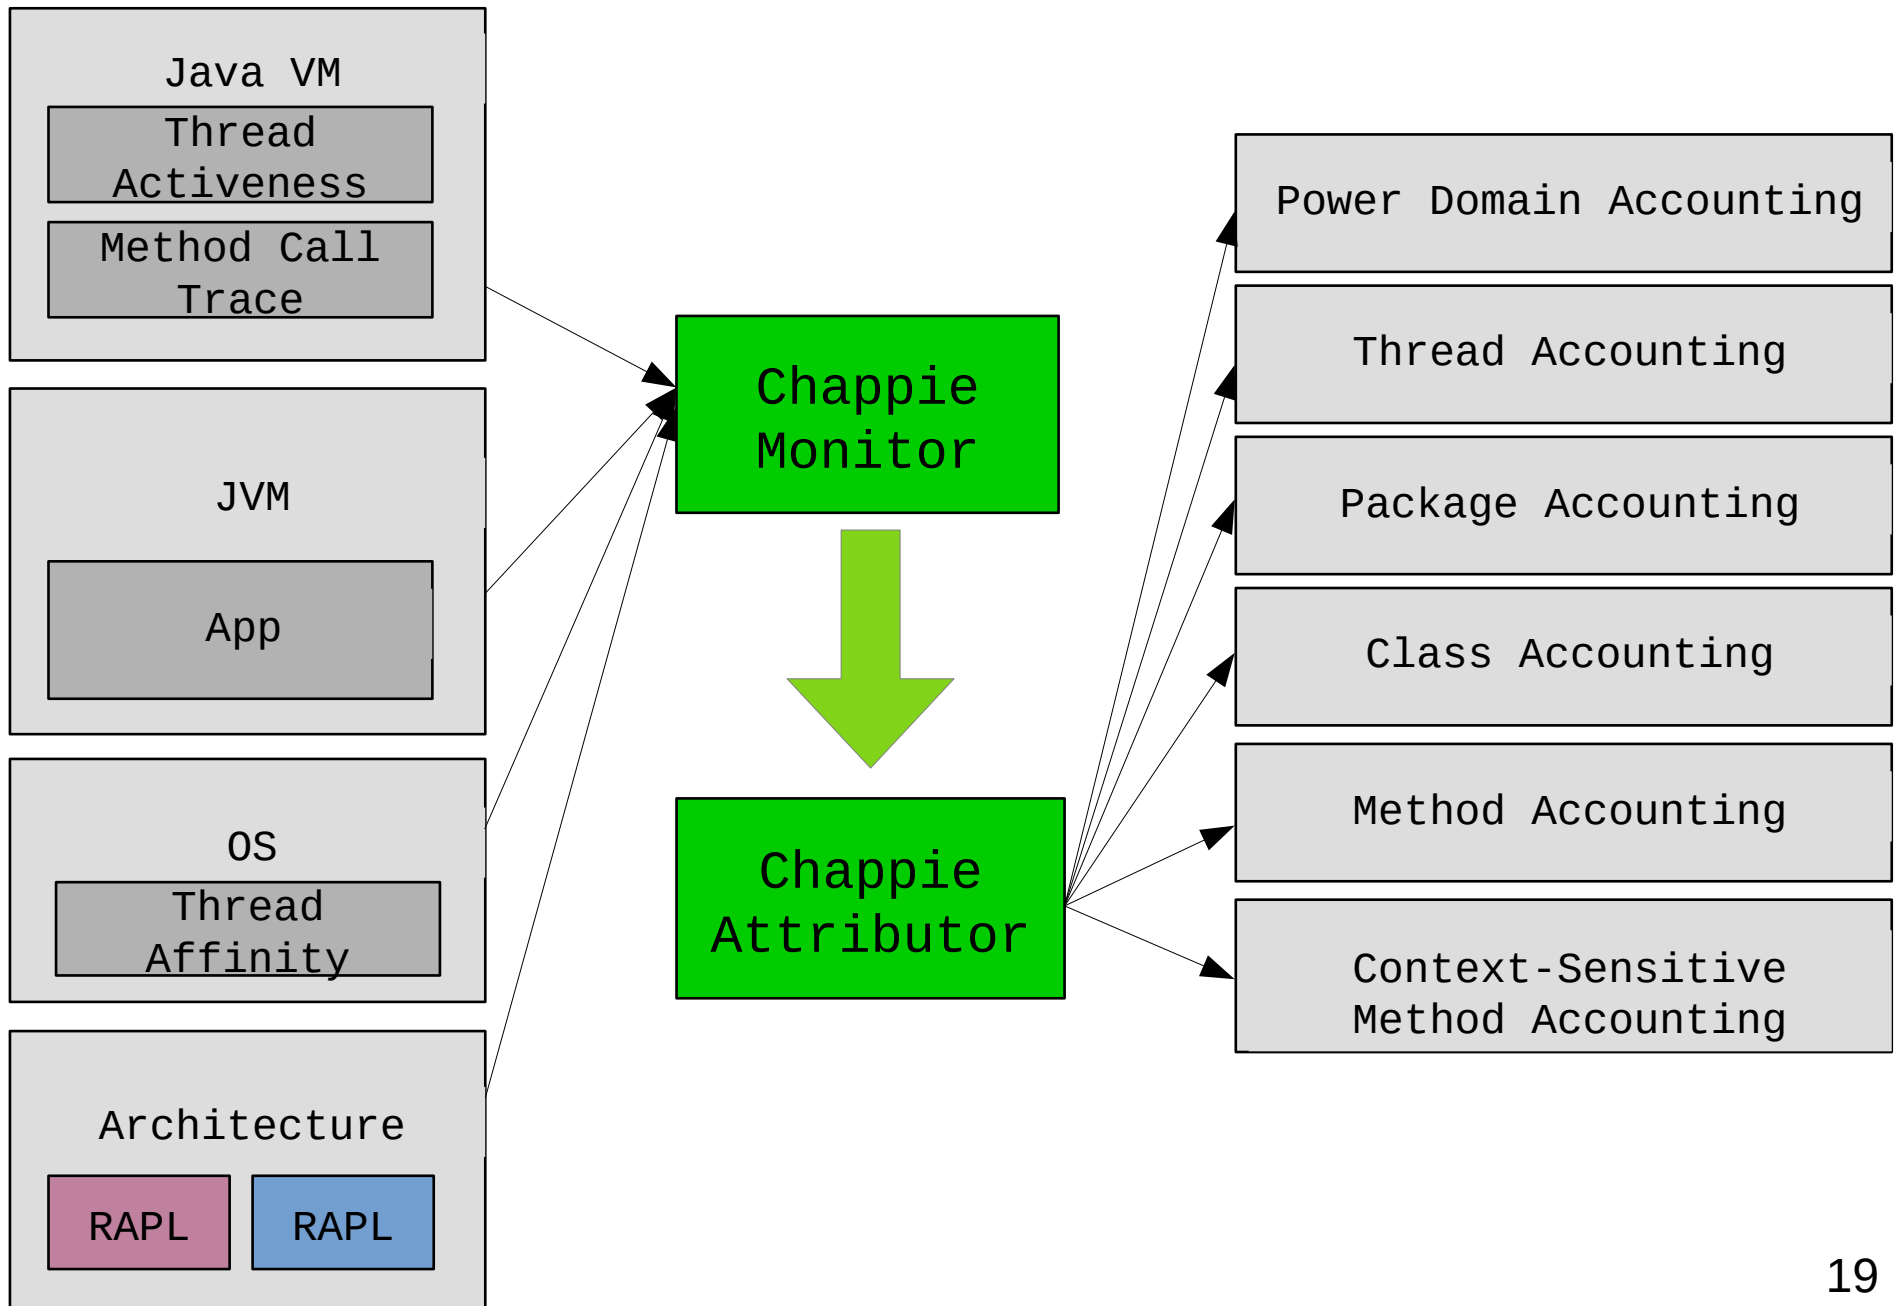 Java VM
Thread
Activeness
Method Call
Trace
JVM
App
OS
Thread
Affinity
Architecture
RAPL RAPL
Chappie
Monitor
Chappie
Attributor
Power Domain Accounting
Thread Accounting
Package Accounting
Class Accounting
Method Accounting
Context-Sensitive
Method Accounting
19